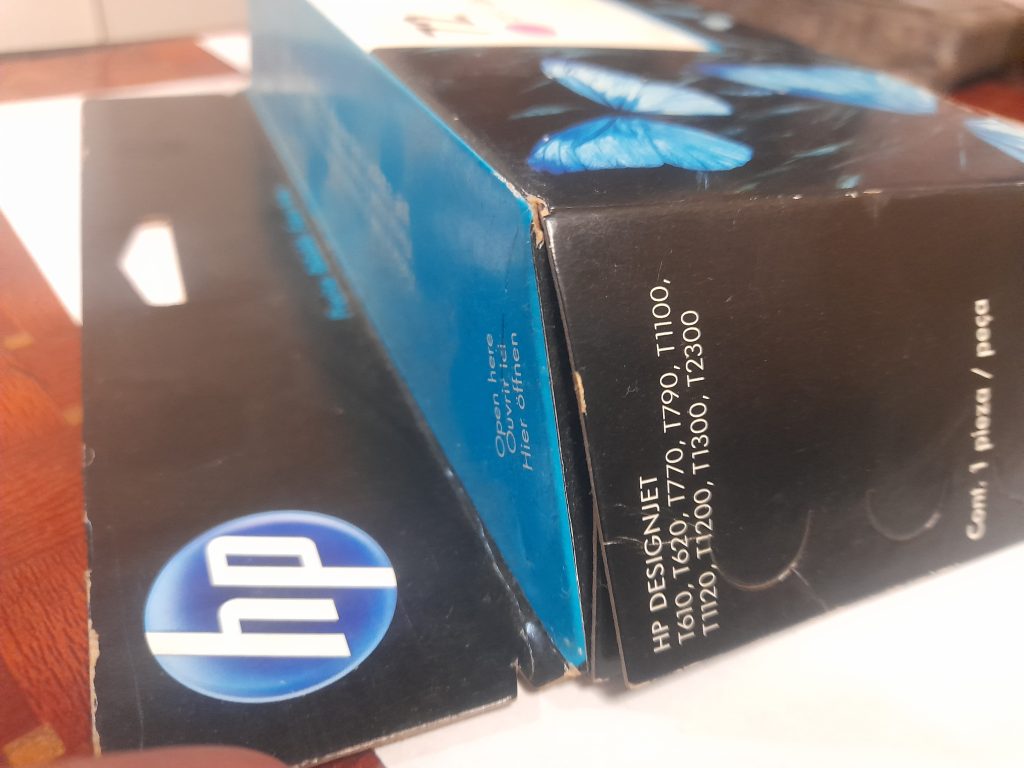 72
hp
Open here
Ouvrir ici
Hier öffnen
HP DESIGNJET
T610, T620, T770, T790, T1100,
T1120, T1200, T1300, T2300
Cont. 1 pieza / peça